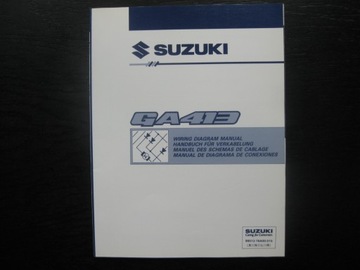 SUZUKI
GA413
WIRING DIAGRAM MANUAL
HANDBUCH FÜR VERKABELUNG
MANUEL DES SCHEMAS DE CABLAGE
MANUAL DE DIAGRAMA DE CONEXIONES
SUZUKI